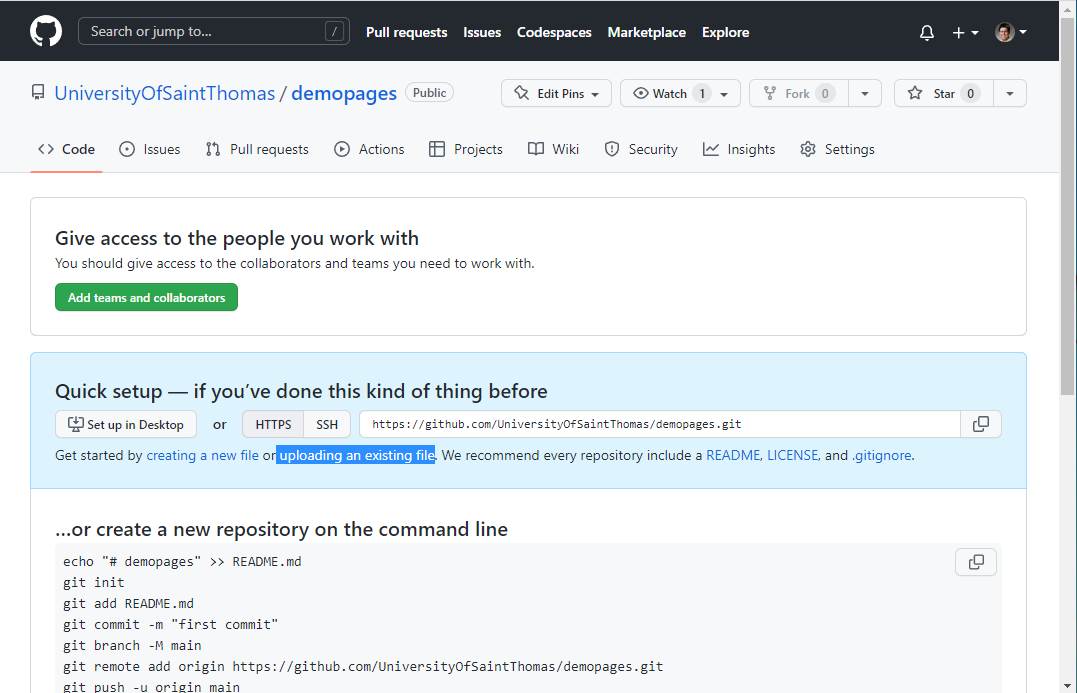 Search or jump to... / Pull requests Issues Codespaces Marketplace Explore
UniversityOfSaintThomas / demopages Public Edit Pins Watch 1 Fork 0 Star 0
Code Issues Pull requests Actions Projects Wiki Security Insights Settings
Give access to the people you work with
You should give access to the collaborators and teams you need to work with.
Add teams and collaborators
Quick setup — if you’ve done this kind of thing before
Set up in Desktop or HTTPS SSH https://github.com/UniversityOfSaintThomas/demopages.git
Get started by creating a new file or uploading an existing file. We recommend every repository include a README, LICENSE, and .gitignore.
…or create a new repository on the command line
echo "# demopages" >> README.md
git init
git add README.md
git commit -m "first commit"
git branch -M main
git remote add origin https://github.com/UniversityOfSaintThomas/demopages.git
git push -u origin main